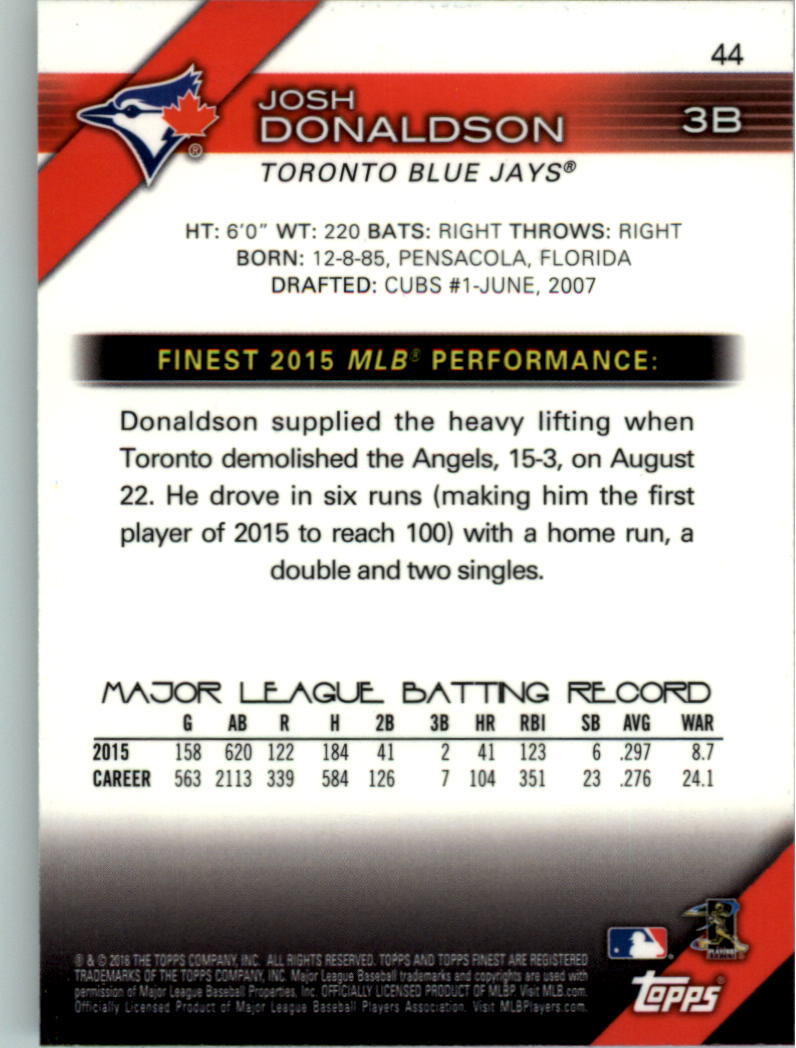 44
JOSH
DONALDSON
3B
®
TORONTO BLUE JAYS®
HT: 6'0" WT: 220 BATS: RIGHT THROWS: RIGHT
BORN: 12-8-85, PENSACOLA, FLORIDA
DRAFTED: CUBS #1-JUNE, 2007
FINEST 2015 MLB® PERFORMANCE:
Donaldson supplied the heavy lifting when
Toronto demolished the Angels, 15-3, on August
22. He drove in six runs (making him the first
player of 2015 to reach 100) with a home run, a
double and two singles.
MAJOR LEAGUE BATTING RECORD
G AB R H 2B 3B HR RBI SB AVG WAR
2015 158 620 122 184 41 2 41 123 6 .297 8.7
CAREER 563 2113 339 584 126 7 104 351 23 .276 24.1
® & © 2016 THE TOPPS COMPANY, INC. ALL RIGHTS RESERVED. TOPPS AND TOPPS FINEST ARE REGISTERED
TRADEMARKS OF THE TOPPS COMPANY, INC. Major League Baseball trademarks and copyrights are used with
permission of Major League Baseball Properties, Inc. OFFICIALLY LICENSED PRODUCT OF MLBP. Visit MLB.com.
Officially Licensed Product of Major League Baseball Players Association. Visit MLBPlayers.com.
topps®